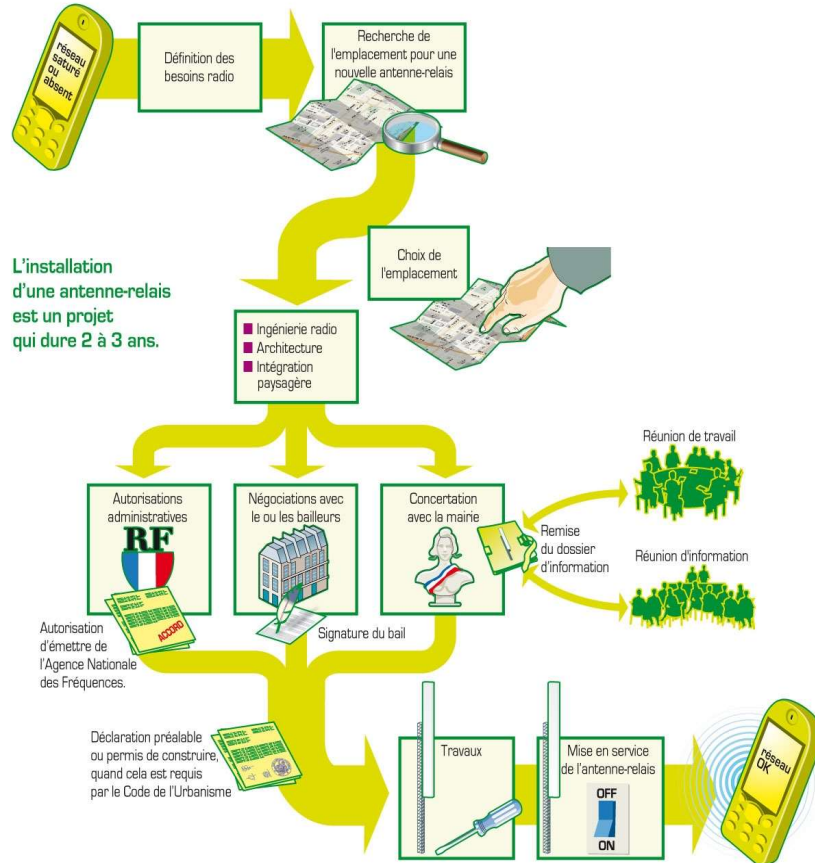 réseau
saturé
ou
absent
Définition des
besoins radio
Recherche de
l'emplacement pour une
nouvelle antenne-relais
L'installation
d'une antenne-relais
est un projet
qui dure 2 à 3 ans.
Choix de
l'emplacement
Ingénierie radio
Architecture
Intégration
paysagère
Autorisations
administratives
RF
Négociations avec
le ou les bailleurs
Concertation
avec la mairie
Remise
du dossier
d'information
Réunion de travail
Réunion d'information
ACCORD
Autorisation
d'émettre de
l'Agence Nationale
des Fréquences.
Signature du bail
Déclaration préalable
ou permis de construire,
quand cela est requis
par le Code de l'Urbanisme
Travaux
Mise en service
de l'antenne-relais
OFF
ON
réseau
OK